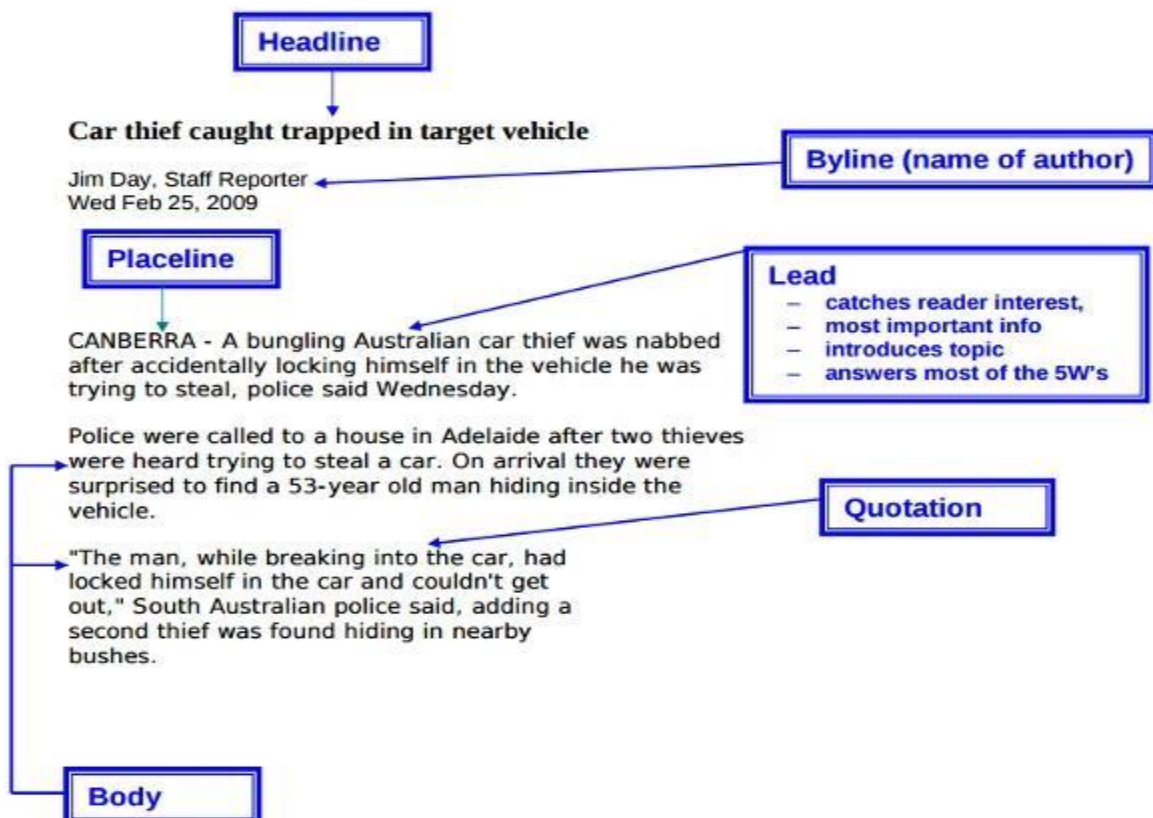 Headline
Car thief caught trapped in target vehicle
Byline (name of author)
Jim Day, Staff Reporter
Wed Feb 25, 2009
Placeline
Lead
– catches reader interest,
– most important info
– introduces topic
– answers most of the 5W's
CANBERRA - A bungling Australian car thief was nabbed
after accidentally locking himself in the vehicle he was
trying to steal, police said Wednesday.
Police were called to a house in Adelaide after two thieves
were heard trying to steal a car. On arrival they were
surprised to find a 53-year old man hiding inside the
vehicle.
Quotation
"The man, while breaking into the car, had
locked himself in the car and couldn't get
out," South Australian police said, adding a
second thief was found hiding in nearby
bushes.
Body